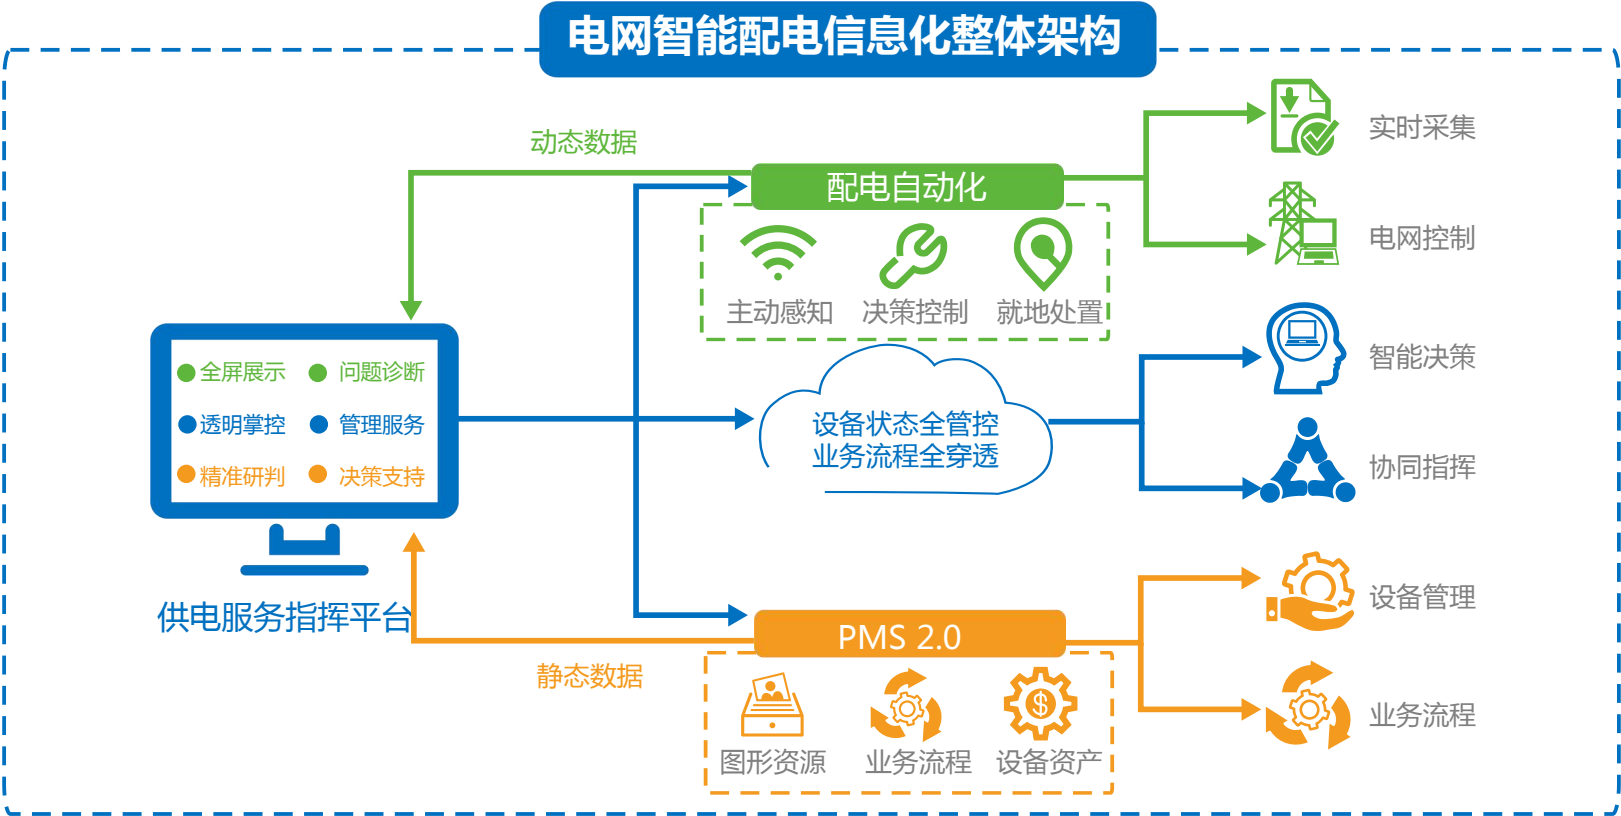 电网智能配电信息化整体架构
动态数据
配电自动化
主动感知
决策控制
就地处置
实时采集
电网控制
全屏展示
问题诊断
透明掌控
管理服务
精准研判
决策支持
供电服务指挥平台
设备状态全管控
业务流程全穿透
智能决策
协同指挥
静态数据
PMS 2.0
图形资源
业务流程
设备资产
设备管理
业务流程